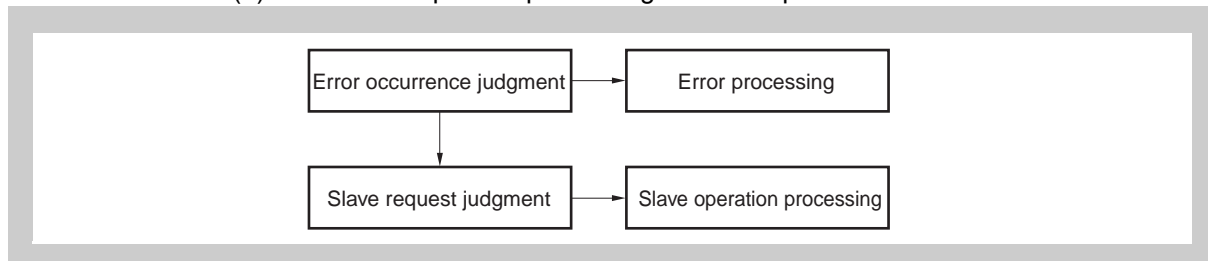 Error occurrence judgment
Error processing
Slave request judgment
Slave operation processing